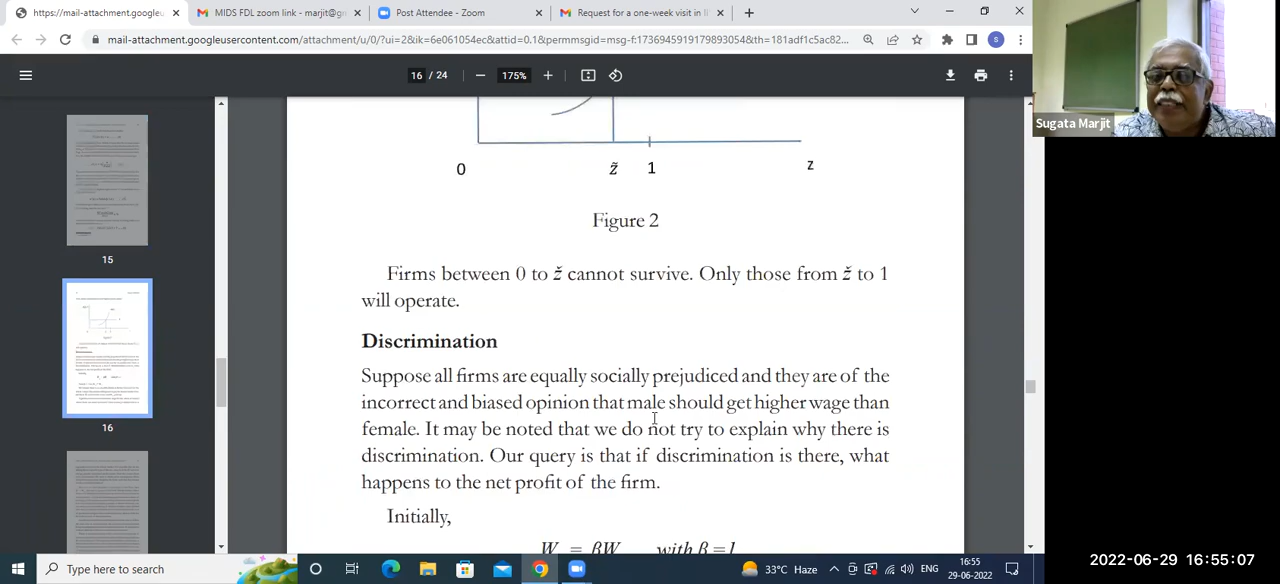 https://mail-attachment.googleu:
MIDS FDL zoom link - marjit@gm
Post Attendee - Zoom
Request for a one-week visit in I
mail-attachment.googleusercontent.com/attachment/u/0/?ui=2&ik=6e061054ec&attid=0.1&permmsgid=msg-f:1736945919179893054&th=181adf1c5ac82...
S
16 / 24
175%
Sugata Marjit
15
16
0 z̃ 1 z
Figure 2
Firms between 0 to ž cannot survive. Only those from ž to 1
will operate.
Discrimination
Suppose all firms are equally socially prejudiced and they are of the
incorrect and biased opinion that male should get higher wage than
female. It may be noted that we do not try to explain why there is
discrimination. Our query is that if discrimination is there, what
happens to the net profit of the firm.
Initially,
W = βW with β = 1
Type here to search
33°C Haze
ENG
16:55
29-06-2022
2022-06-29 16:55:07